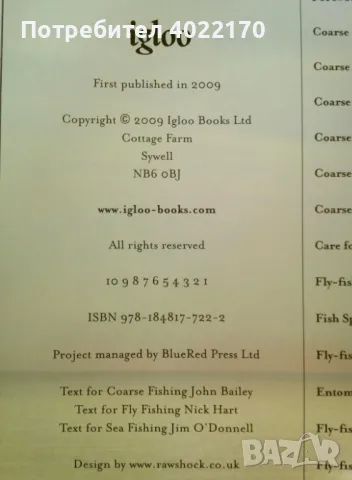 Потребител 4022170
igloo
First published in 2009
Copyright © 2009 Igloo Books Ltd
Cottage Farm
Sywell
NB6 0BJ
www.igloo-books.com
All rights reserved
10 9 8 7 6 5 4 3 2 1
ISBN 978-184817-722-2
Project managed by BlueRed Press Ltd
Text for Coarse Fishing John Bailey
Text for Fly Fishing Nick Hart
Text for Sea Fishing Jim O'Donnell
Design by www.rawshock.co.uk
Coarse
Coarse
Coarse
Coarse
Coarse
Coarse
Care fo
Fly-fis
Fish Sp
Fly-fis
Entom
Fly-fis
Fly-fis
bazar